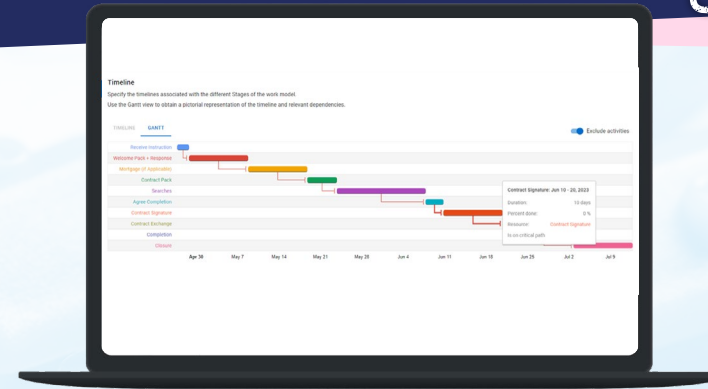 Timeline
Specify the timelines associated with the different Stages of the work model.
Use the Gantt view to obtain a pictorial representation of the timeline and relevant dependencies.
TIMELINE GANTT
Exclude activities
Receive Instruction
Welcome Pack + Response
Mortgage (if Applicable)
Contract Pack
Searches
Agree Completion
Contract Signature
Contract Exchange
Completion
Closure
Contract Signature: Jun 10 - 20, 2023
Duration: 10 days
Percent done: 0 %
Resource: Contract Signature
Is on critical path
Apr 30 May 7 May 14 May 21 May 28 Jun 4 Jun 11 Jun 18 Jun 25 Jul 2 Jul 9